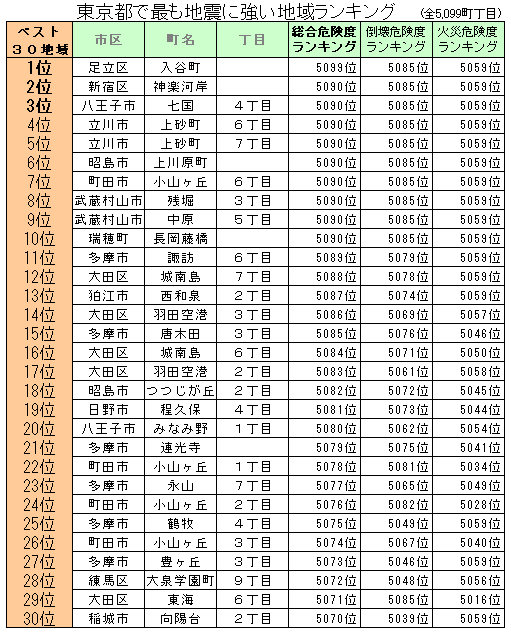 東京都で最も地震に強い地域ランキング (全5,099町丁目)
ベスト30地域 市区 町名 丁目 総合危険度ランキング 倒壊危険度ランキング 火災危険度ランキング
1位 足立区 入谷町 5099位 5085位 5059位
2位 新宿区 神楽河岸 5090位 5085位 5059位
3位 八王子市 七国 4丁目 5090位 5085位 5059位
4位 立川市 上砂町 6丁目 5090位 5085位 5059位
5位 立川市 上砂町 7丁目 5090位 5085位 5059位
6位 昭島市 上川原町 5090位 5085位 5059位
7位 町田市 小山ヶ丘 6丁目 5090位 5085位 5059位
8位 武蔵村山市 残堀 3丁目 5090位 5085位 5059位
9位 武蔵村山市 中原 5丁目 5090位 5085位 5059位
10位 瑞穂町 長岡藤橋 5090位 5085位 5059位
11位 多摩市 諏訪 6丁目 5089位 5079位 5059位
12位 大田区 城南島 7丁目 5088位 5078位 5059位
13位 狛江市 西和泉 2丁目 5087位 5074位 5059位
14位 大田区 羽田空港 3丁目 5086位 5069位 5057位
15位 多摩市 唐木田 3丁目 5085位 5076位 5046位
16位 大田区 城南島 6丁目 5084位 5071位 5050位
17位 大田区 羽田空港 2丁目 5083位 5061位 5058位
18位 昭島市 つつじが丘 2丁目 5082位 5072位 5045位
19位 日野市 程久保 4丁目 5081位 5073位 5044位
20位 八王子市 みなみ野 1丁目 5080位 5062位 5054位
21位 多摩市 連光寺 5079位 5075位 5041位
22位 町田市 小山ヶ丘 1丁目 5078位 5081位 5034位
23位 多摩市 永山 7丁目 5077位 5065位 5049位
24位 町田市 小山ヶ丘 2丁目 5076位 5082位 5028位
25位 多摩市 鶴牧 4丁目 5075位 5049位 5059位
26位 町田市 小山ヶ丘 3丁目 5074位 5067位 5040位
27位 多摩市 豊ヶ丘 3丁目 5073位 5046位 5059位
28位 練馬区 大泉学園町 9丁目 5072位 5048位 5056位
29位 大田区 東海 6丁目 5071位 5085位 5016位
30位 稲城市 向陽台 2丁目 5070位 5039位 5059位